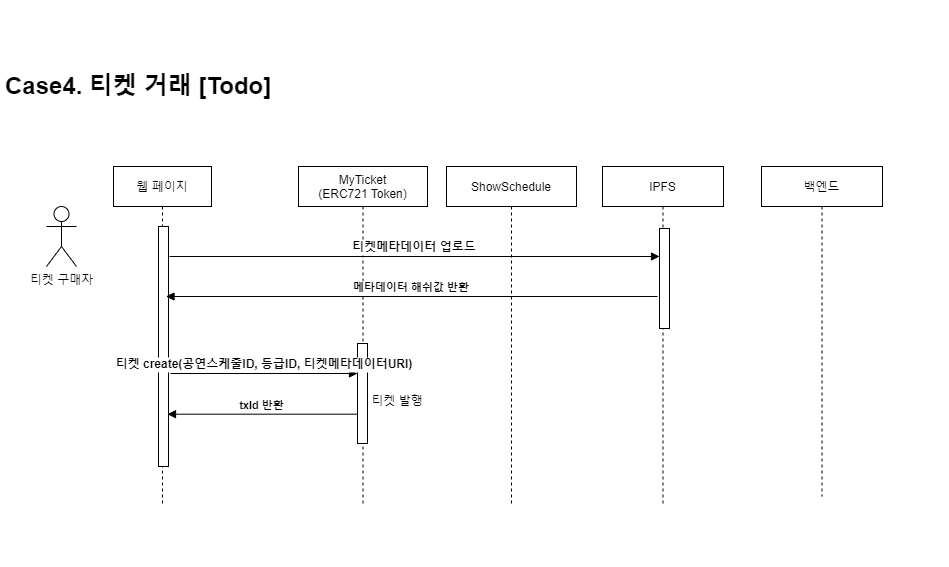 Case4. 티켓 거래 [Todo]
웹 페이지
MyTicket
(ERC721 Token)
ShowSchedule
IPFS
백엔드
티켓 구매자
티켓메타데이터 업로드
메타데이터 해쉬값 반환
티켓 create(공연스케줄ID, 등급ID, 티켓메타데이터URI)
티켓 발행
txId 반환